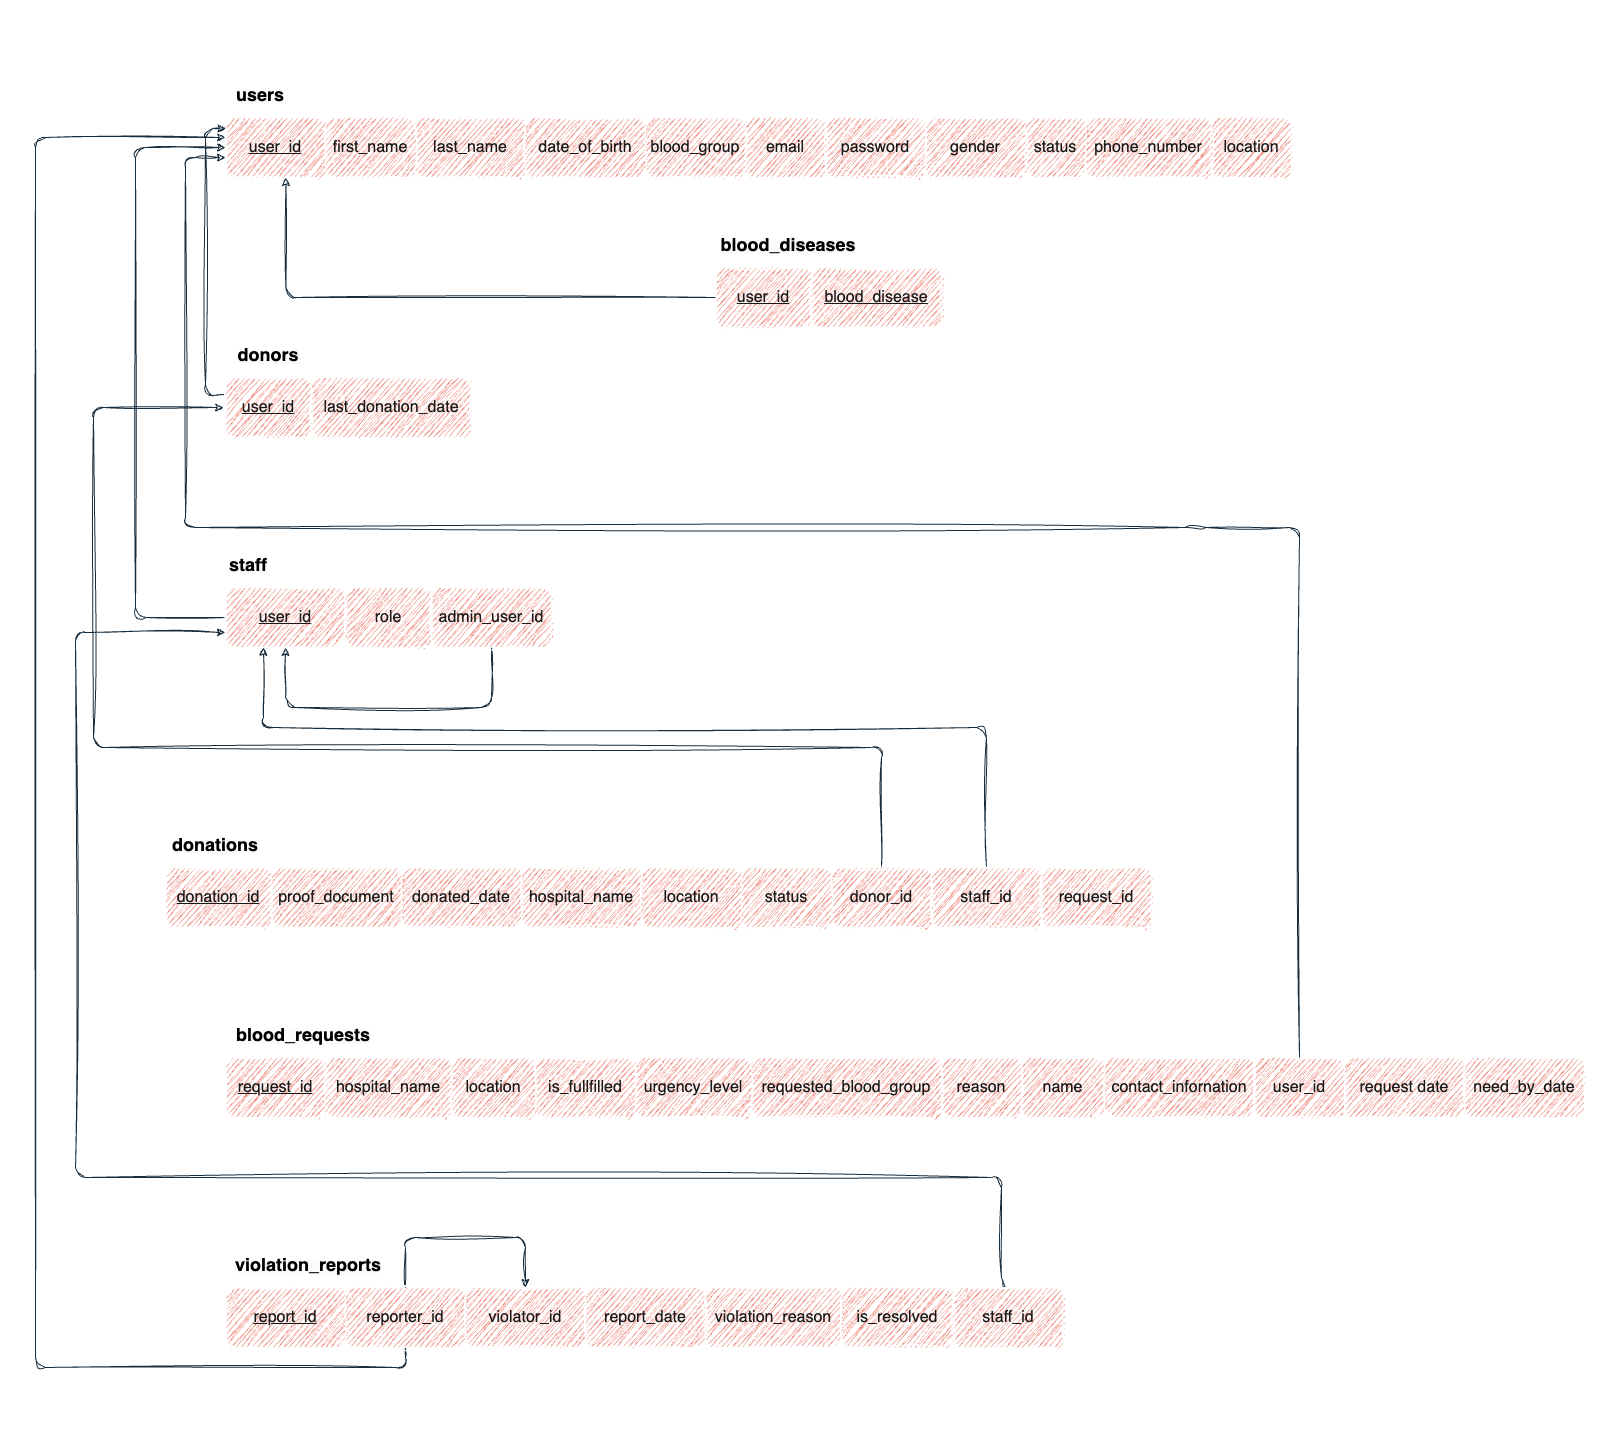 users
user_id first_name last_name date_of_birth blood_group email password gender status phone_number location
blood_diseases
user_id blood_disease
donors
user_id last_donation_date
staff
user_id role admin_user_id
donations
donation_id proof_document donated_date hospital_name location status donor_id staff_id request_id
blood_requests
request_id hospital_name location is_fullfilled urgency_level requested_blood_group reason name contact_infornation user_id request date need_by_date
violation_reports
report_id reporter_id violator_id report_date violation_reason is_resolved staff_id